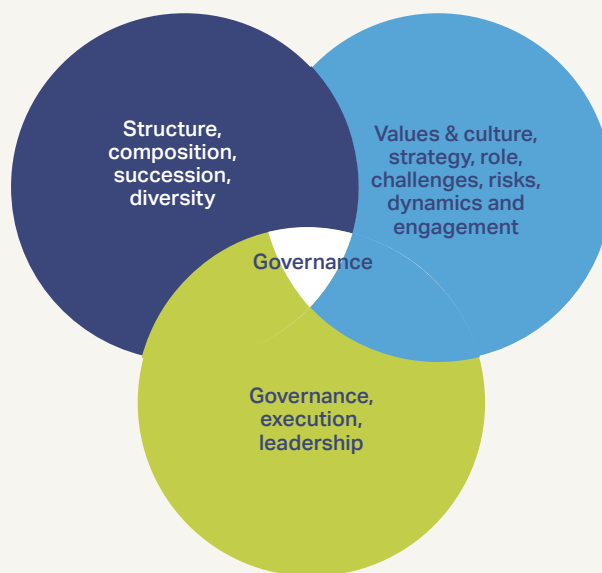 Structure,
composition,
succession,
diversity
Values & culture,
strategy, role,
challenges, risks,
dynamics and
engagement
Governance
Governance,
execution,
leadership